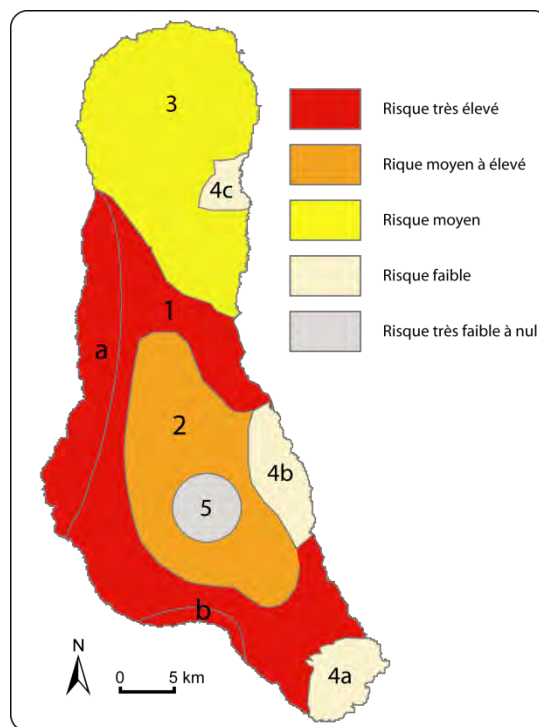 3
Risque très élevé
Rique moyen à élevé
4c
Risque moyen
Risque faible
1
Risque très faible à nul
a
2
4b
5
b
N
0 5 km
4a